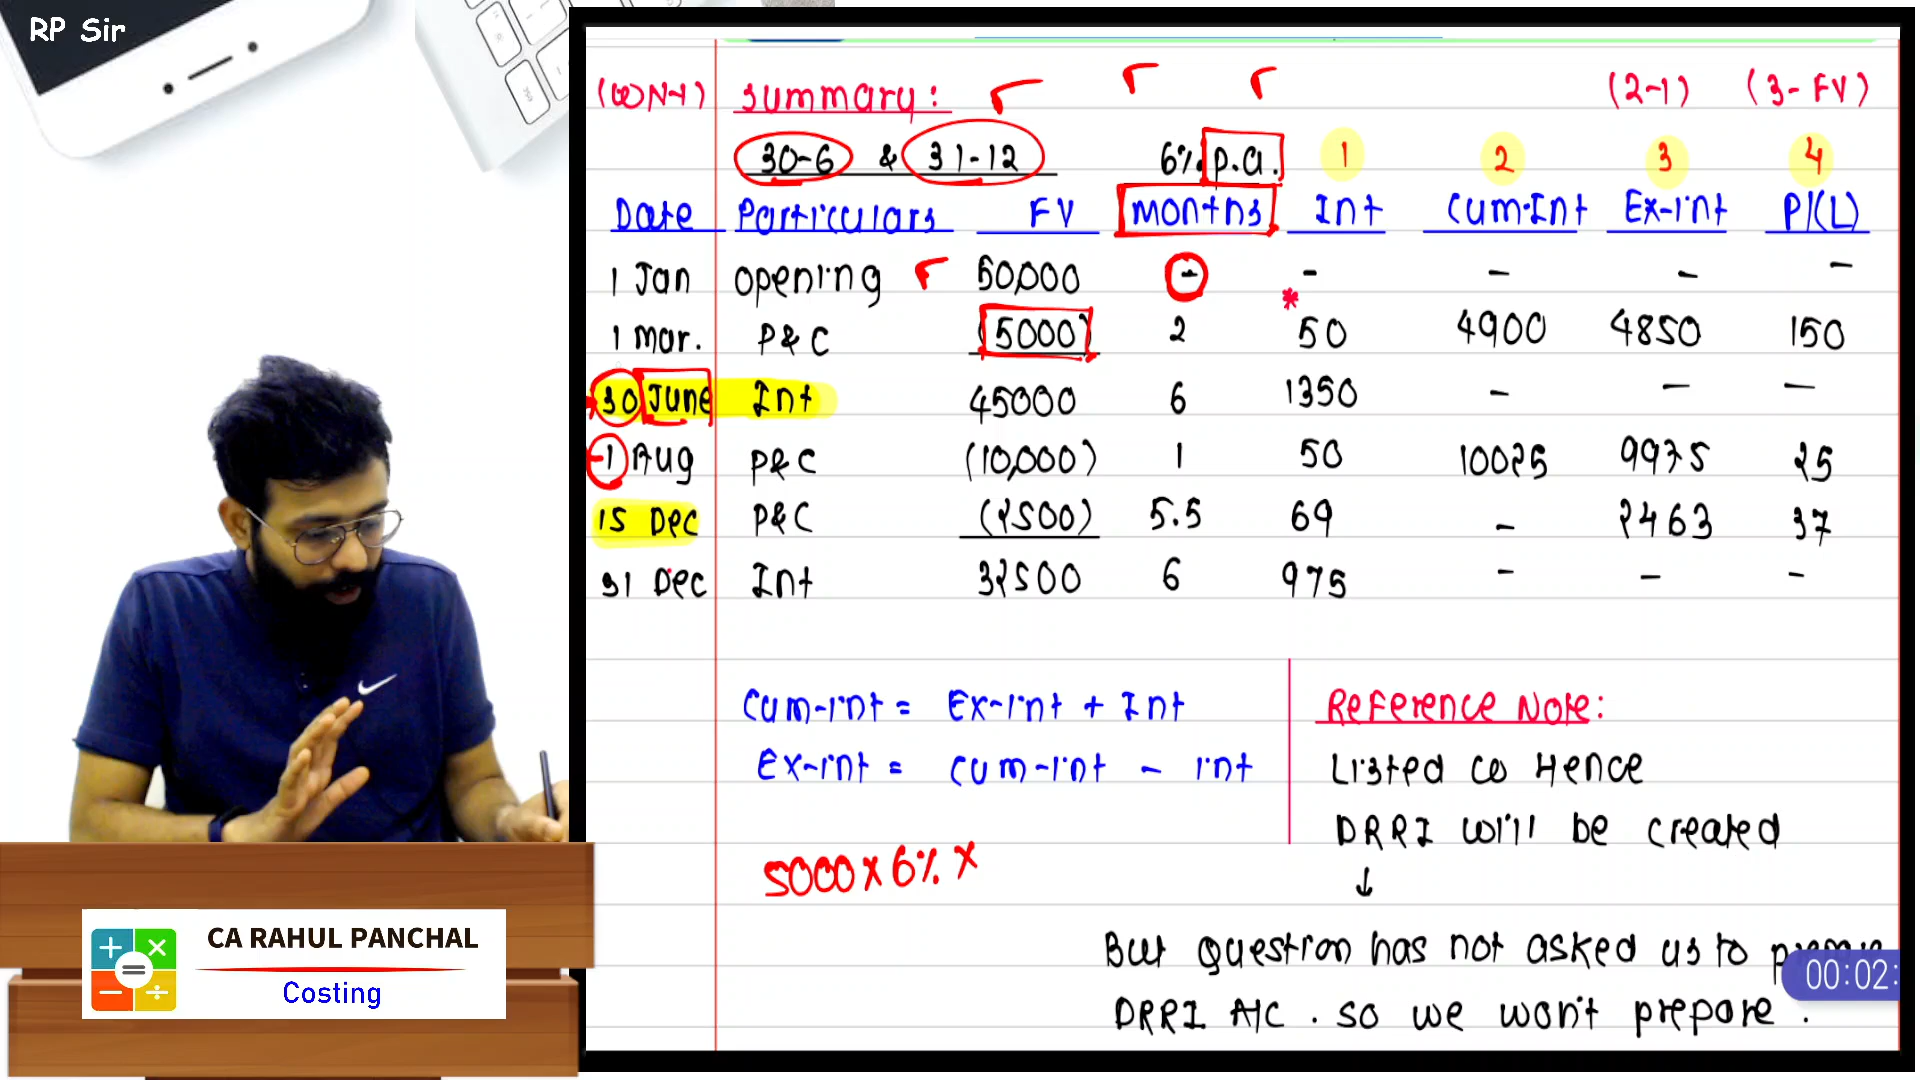 RP Sir
(WN-1) Summary: (2-1) (3-FV)
30-6 & 31-12 6% p.a. 1 2 3 4
Date Particulars FV Months Int Cum-Int Ex-int P/(L)
1 Jan opening 50,000 - - - - -
*
1 Mar. P&C (5000) 2 50 4900 4850 150
30 June Int 45000 6 1350 - - -
1 Aug P&C (10,000) 1 50 10025 9975 25
15 Dec P&C (2500) 5.5 69 - 2463 37
31 Dec Int 32500 6 975 - - -
Cum-int = Ex-int + Int
Ex-int = Cum-int - int
5000 x 6% x
Reference Note:
Listed co Hence
DRRI will be created
↓
But question has not asked us to
DRRI A/C. so we won't prepare.
00:02:
CA RAHUL PANCHAL
Costing